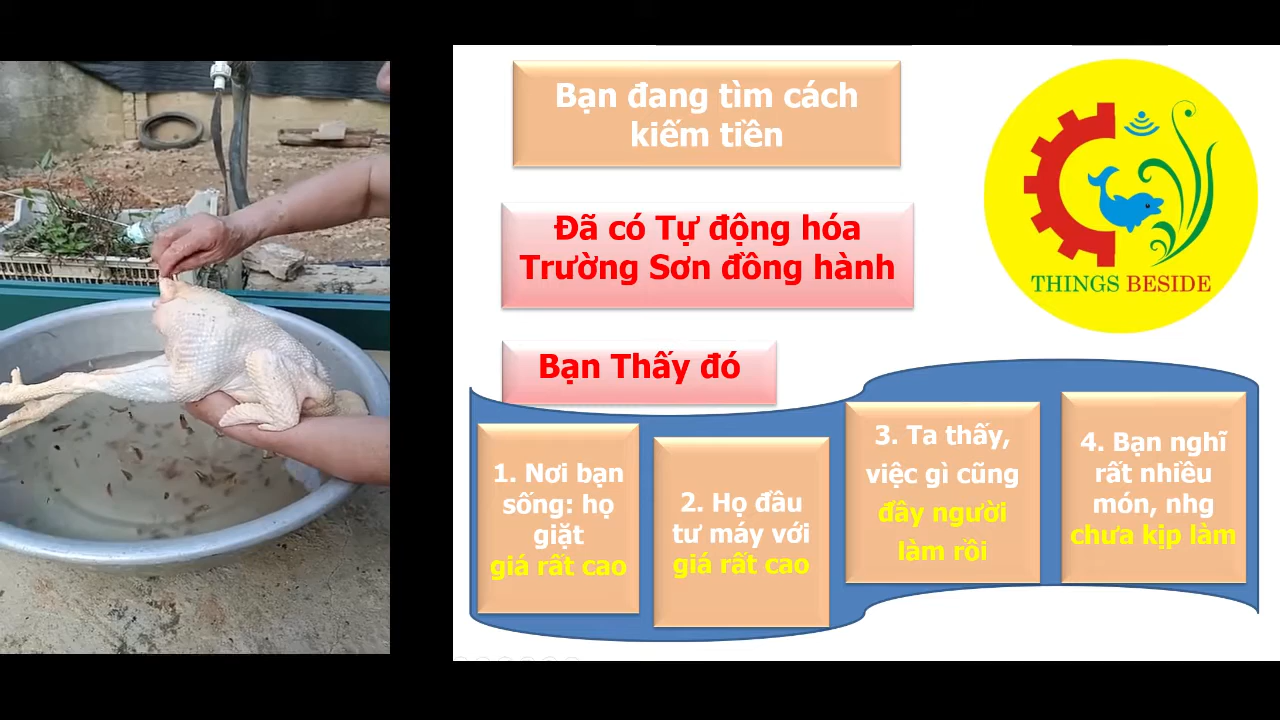 Bạn đang tìm cách
kiếm tiền
Đã có Tự động hóa
Trường Sơn đồng hành
THINGS BESIDE
Bạn Thấy đó
1. Nơi bạn
sống: họ
giặt
giá rất cao
2. Họ đầu
tư máy với
giá rất cao
3. Ta thấy,
việc gì cũng
đây người
làm rồi
4. Bạn nghĩ
rất nhiều
món, nhg
chưa kịp làm